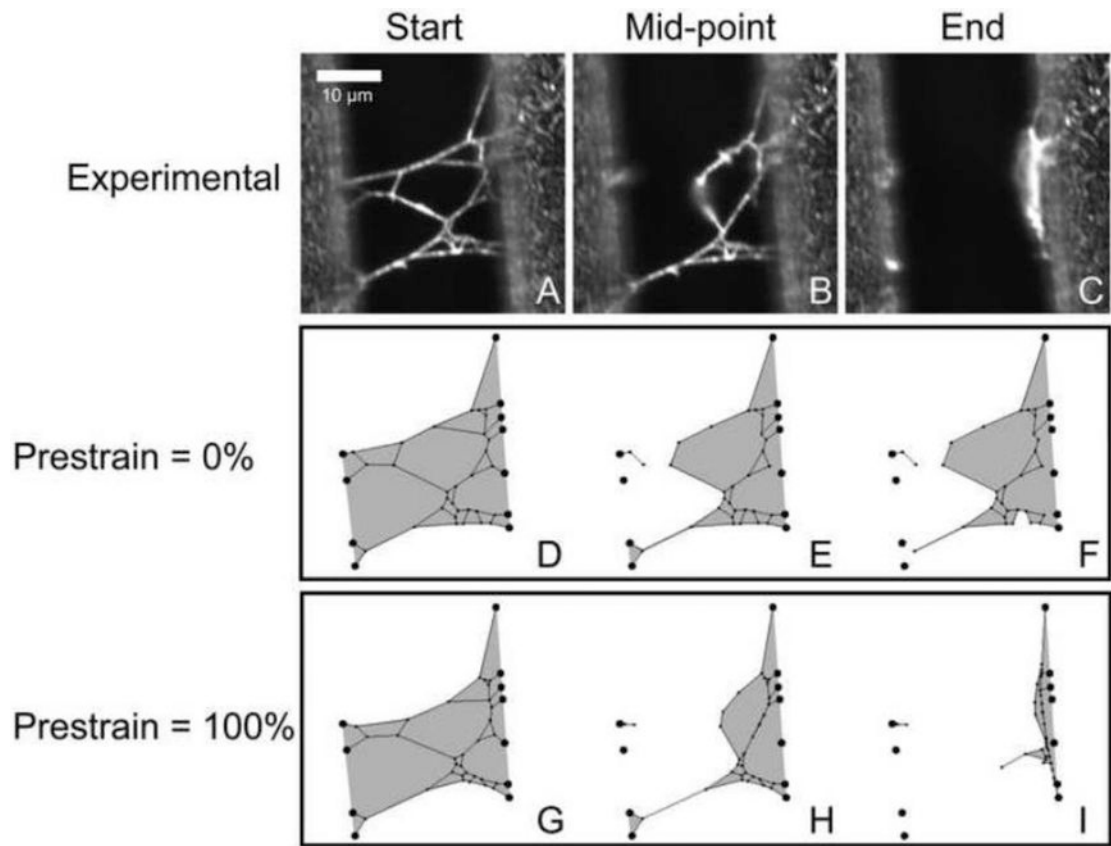 Start Mid-point End
10 µm
Experimental
A B C
Prestrain = 0%
D E F
Prestrain = 100%
G H I